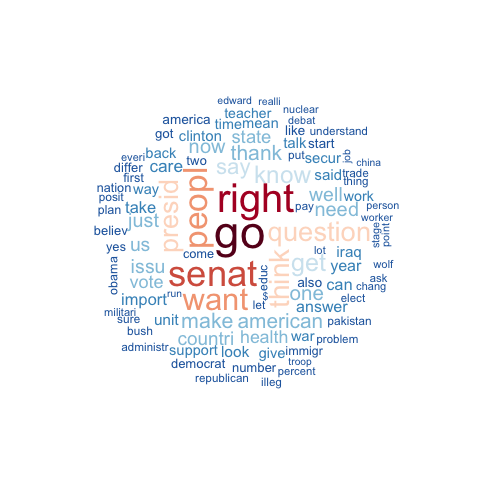 edward realli
nuclear
teacher
debat
america
time mean
like understand
got clinton now state talk start
everi back thank put secur job china
differ care two say know said trade
first thing
nation way presid peopl right pay well work person
posit
plan take just need worker
believ go question stage point
yes us come lot iraq wolf
obama issu senat think get year ask
vote run want educ also can chang
import let s one elect
militari
sure unit make american answer pakistan
bush countri health war problem
administr support look give immigr
democrat number troop percent
republican illeg